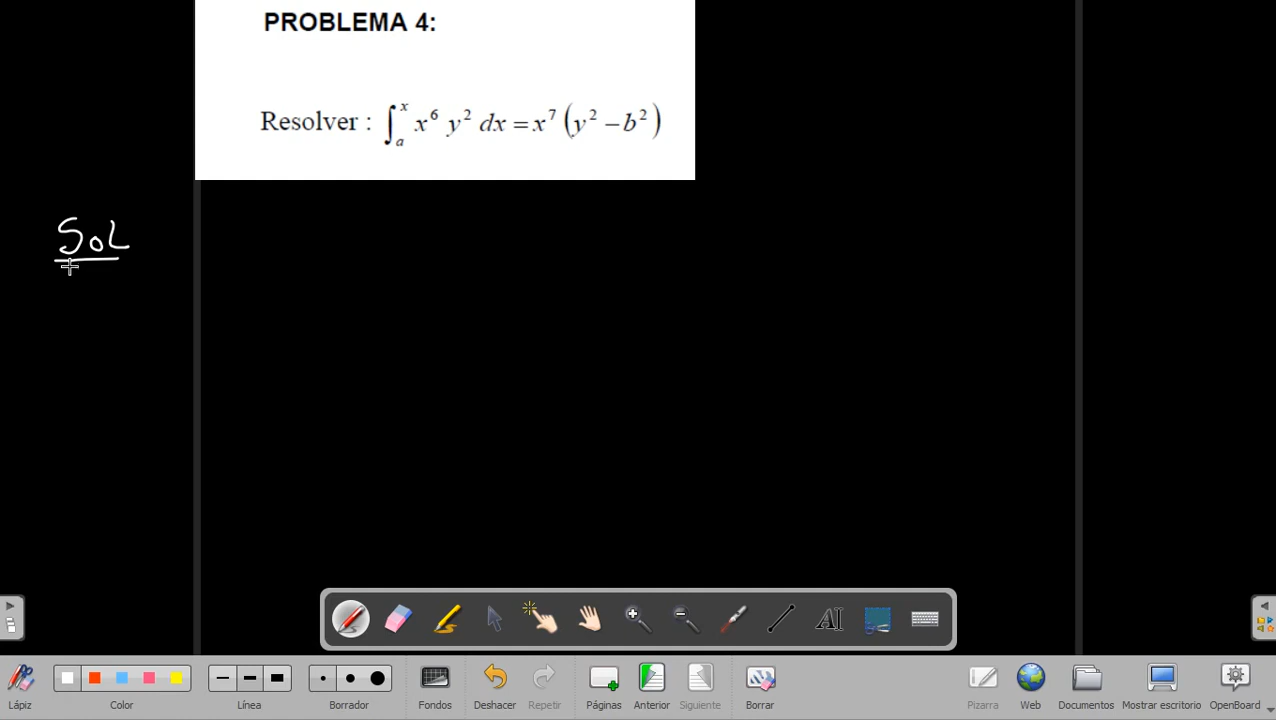 PROBLEMA 4:
Resolver : ∫ₐˣ x⁶ y² dx = x⁷ (y² − b²)
SoL
Lápiz
Color
Línea
Borrador
Fondos
Deshacer
Repetir
Páginas
Anterior
Siguiente
Borrar
Pizarra
Web
Documentos
Mostrar escritorio
OpenBoard